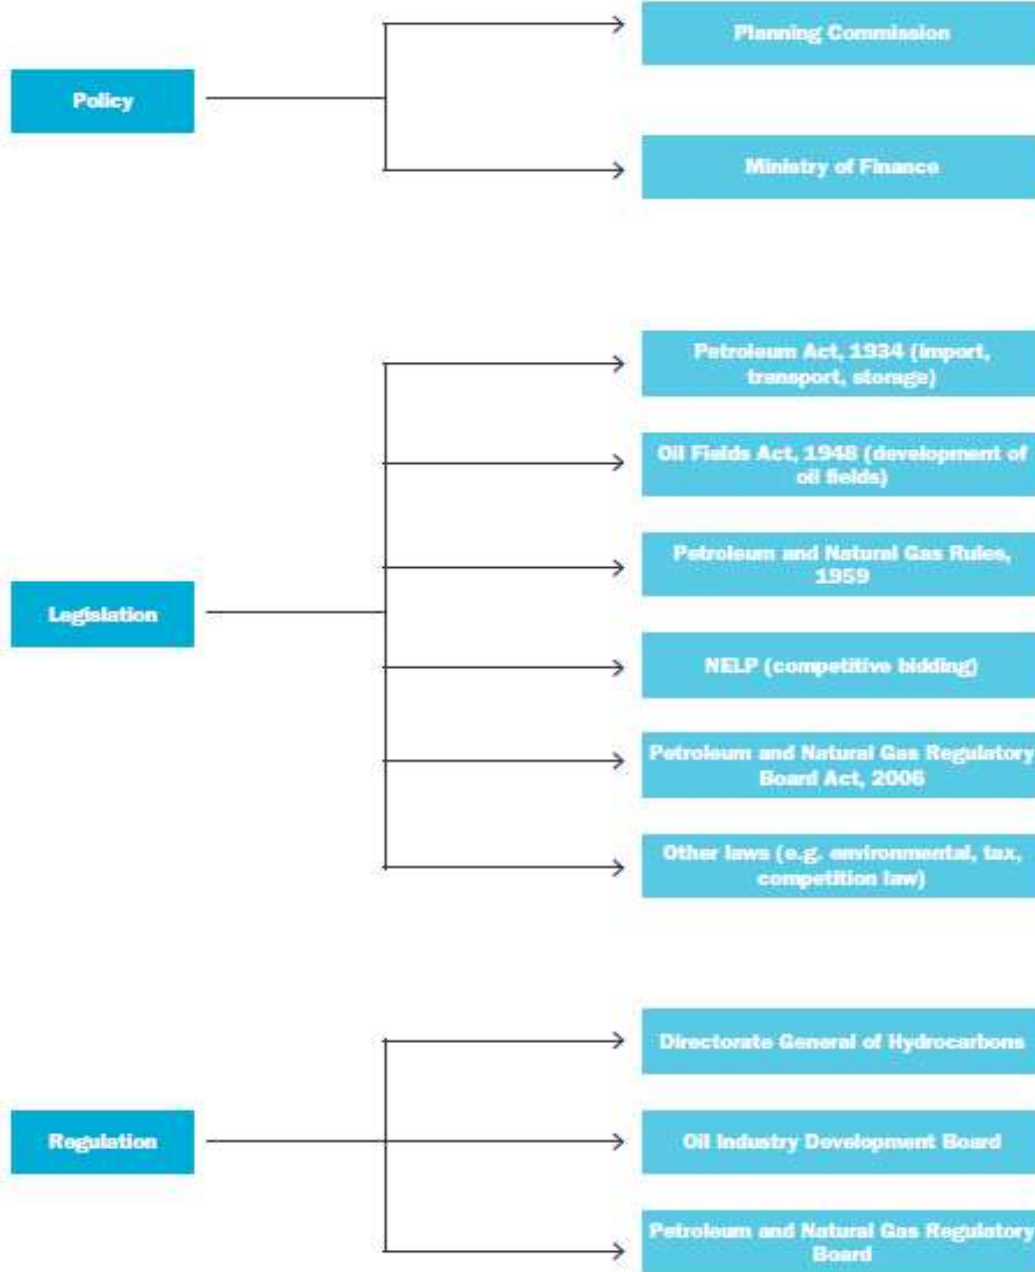 Policy
Planning Commission
Ministry of Finance
Legislation
Petroleum Act, 1934 (import,
transport, storage)
Oil Fields Act, 1948 (development of
oil fields)
Petroleum and Natural Gas Rules,
1959
NELP (competitive bidding)
Petroleum and Natural Gas Regulatory
Board Act, 2006
Other laws (e.g. environmental, tax,
competition law)
Regulation
Directorate General of Hydrocarbons
Oil Industry Development Board
Petroleum and Natural Gas Regulatory
Board